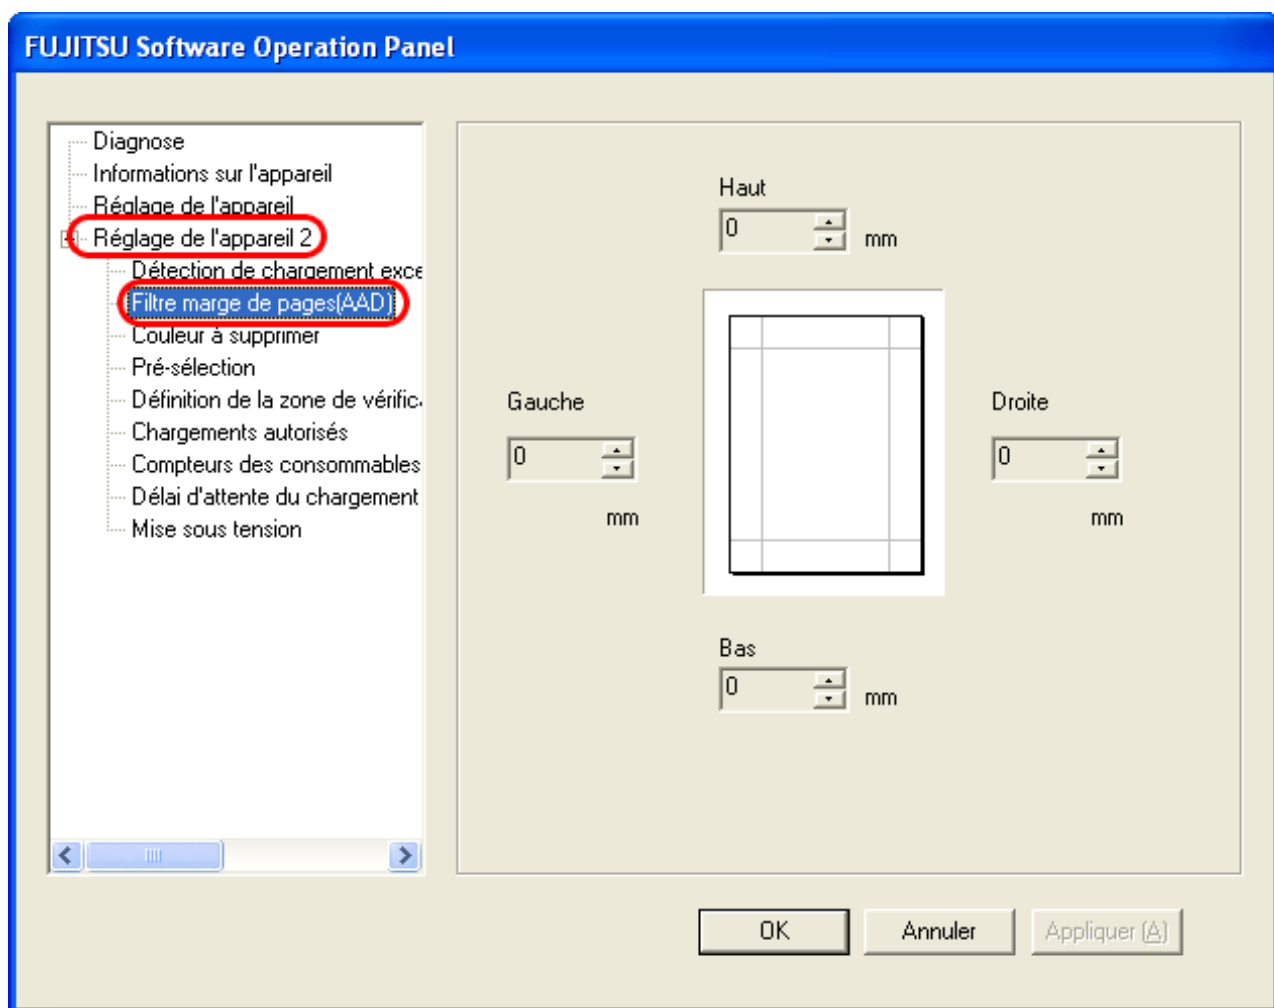 FUJITSU Software Operation Panel
Diagnose
Informations sur l'appareil
Réglage de l'appareil
Réglage de l'appareil 2
Détection de chargement exce
Filtre marge de pages(AAD)
Couleur à supprimer
Pré-sélection
Définition de la zone de vérific
Chargements autorisés
Compteurs des consommables
Délai d'attente du chargement
Mise sous tension
Haut
0 mm
Gauche
0
mm
Droite
0
mm
Bas
0 mm
OK Annuler Appliquer (A)